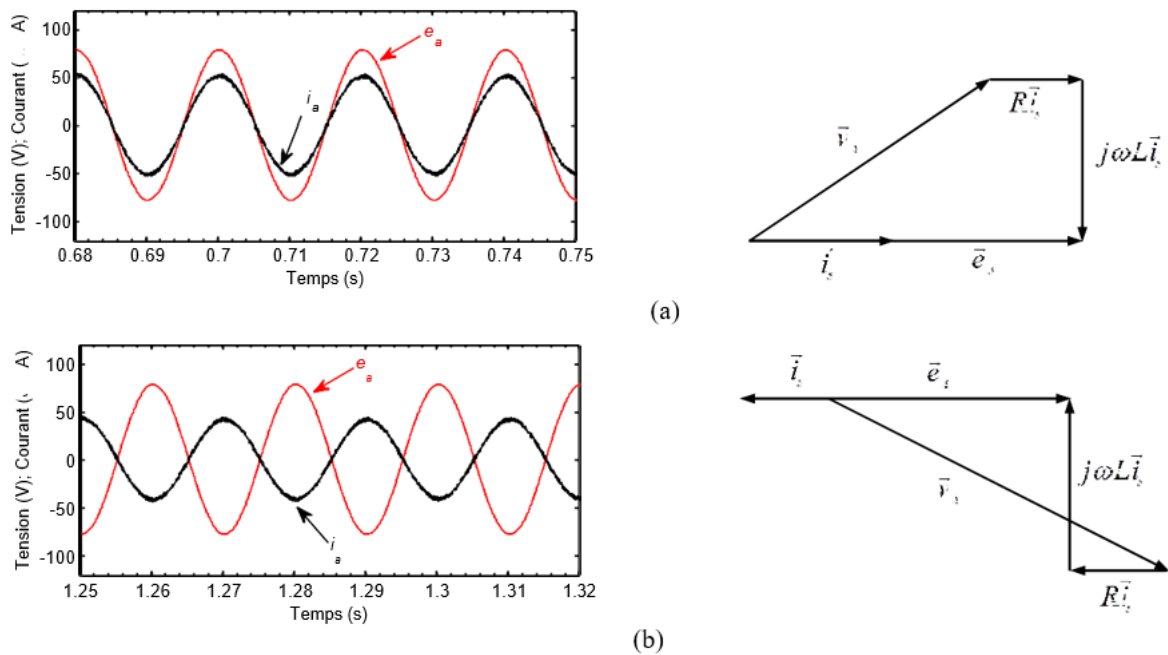 Tension (V); Courant ( A)
100
50
0
-50
-100
e a
i a
0.68 0.69 0.7 0.71 0.72 0.73 0.74 0.75
Temps (s)
v⃗s
Ri⃗s
jωLi⃗s
i⃗s
e⃗s
(a)
Tension (V); Courant ( A)
100
50
0
-50
-100
e a
i a
1.25 1.26 1.27 1.28 1.29 1.3 1.31 1.32
Temps (s)
i⃗s
e⃗s
jωLi⃗s
v⃗s
Ri⃗s
(b)